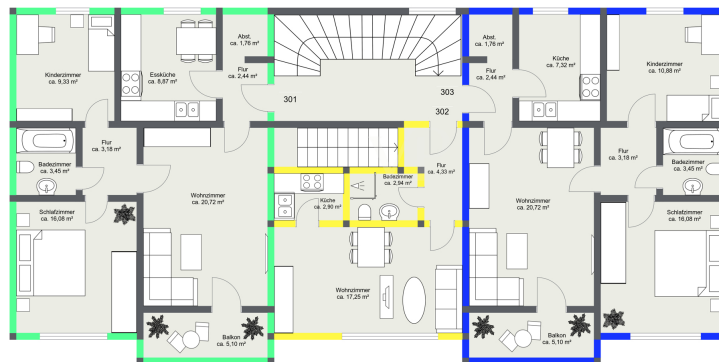 Kinderzimmer
ca. 9,33 m²
Essküche
ca. 8,87 m²
Abst.
ca. 1,76 m²
Flur
ca. 2,44 m²
301
303
302
Abst.
ca. 1,76 m²
Flur
ca. 2,44 m²
Küche
ca. 7,32 m²
Kinderzimmer
ca. 10,88 m²
Badezimmer
ca. 3,45 m²
Flur
ca. 3,18 m²
Wohnzimmer
ca. 20,72 m²
Schlafzimmer
ca. 16,08 m²
Küche
ca. 2,90 m²
Badezimmer
ca. 2,94 m²
Flur
ca. 4,33 m²
Wohnzimmer
ca. 17,25 m²
Wohnzimmer
ca. 20,72 m²
Flur
ca. 3,18 m²
Badezimmer
ca. 3,45 m²
Schlafzimmer
ca. 16,08 m²
Balkon
ca. 5,10 m²
Balkon
ca. 5,10 m²